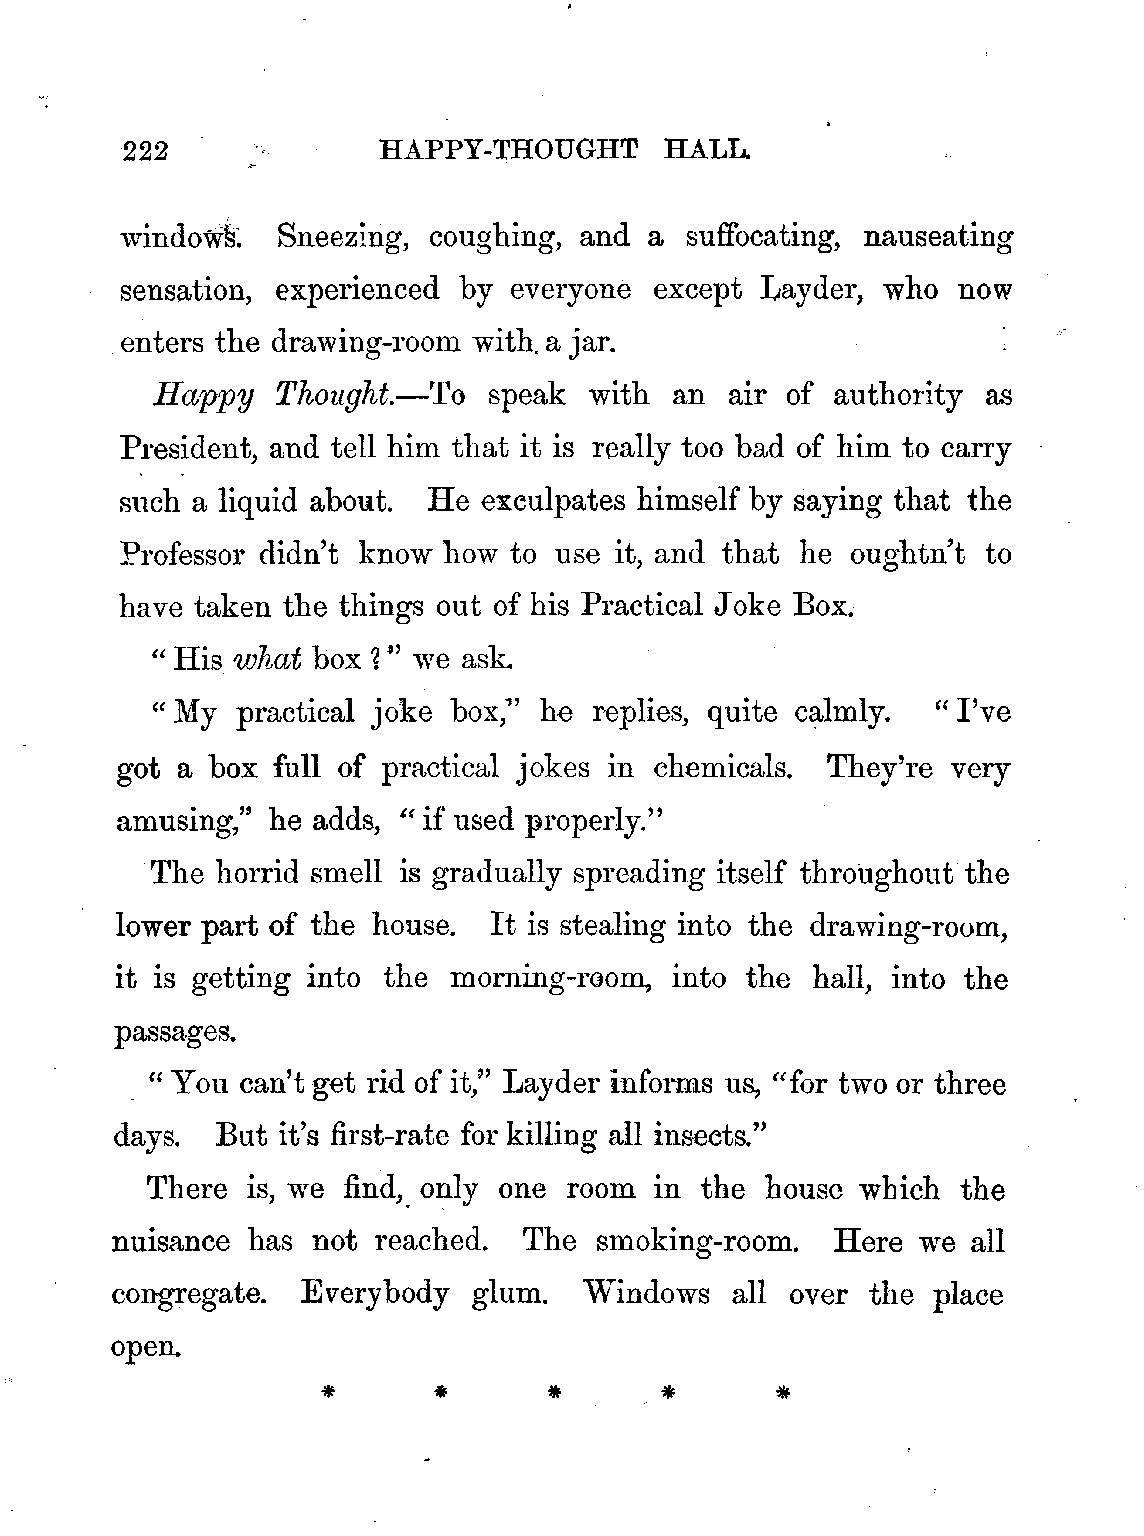 222 HAPPY-THOUGHT HALL.
windows. Sneezing, coughing, and a suffocating, nauseating
sensation, experienced by everyone except Layder, who now
enters the drawing-room with a jar.
Happy Thought.—To speak with an air of authority as
President, and tell him that it is really too bad of him to carry
such a liquid about. He exculpates himself by saying that the
Professor didn't know how to use it, and that he oughtn't to
have taken the things out of his Practical Joke Box.
"His what box?" we ask.
"My practical joke box," he replies, quite calmly. "I've
got a box full of practical jokes in chemicals. They're very
amusing," he adds, "if used properly."
The horrid smell is gradually spreading itself throughout the
lower part of the house. It is stealing into the drawing-room,
it is getting into the morning-room, into the hall, into the
passages.
"You can't get rid of it," Layder informs us, "for two or three
days. But it's first-rate for killing all insects."
There is, we find, only one room in the house which the
nuisance has not reached. The smoking-room. Here we all
congregate. Everybody glum. Windows all over the place
open.
* * * * *